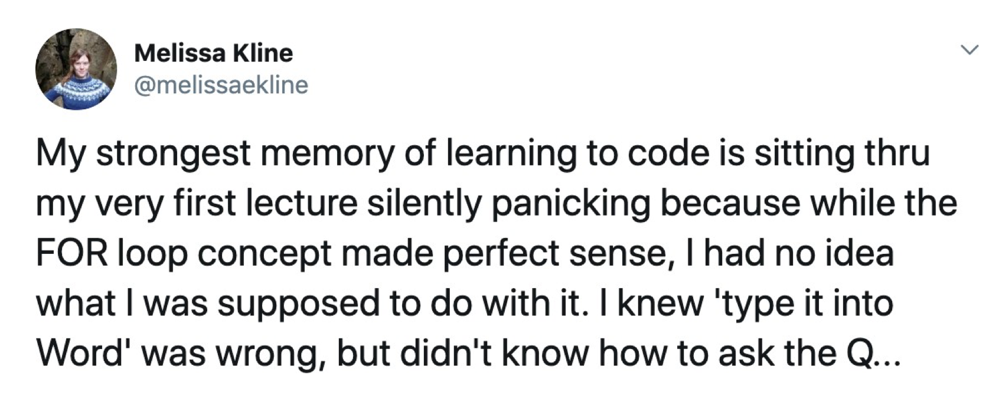 Melissa Kline
@melissaekline
My strongest memory of learning to code is sitting thru
my very first lecture silently panicking because while the
FOR loop concept made perfect sense, I had no idea
what I was supposed to do with it. I knew 'type it into
Word' was wrong, but didn't know how to ask the Q...